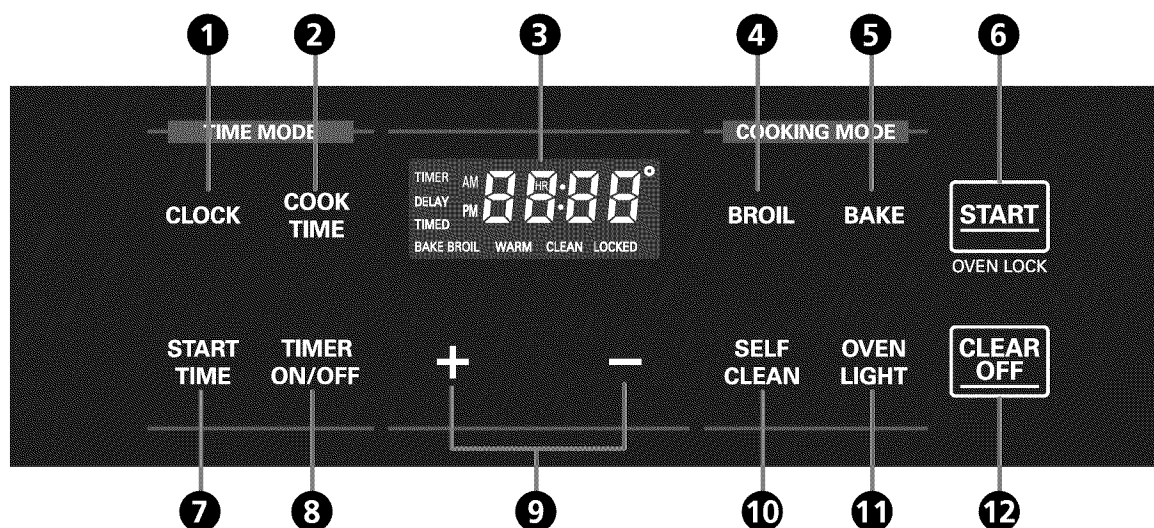 1 2 3 4 5 6
TIME MODE COOKING MODE
TIMER AM 88:88°
HR
DELAY PM
TIMED
BAKE BROIL WARM CLEAN LOCKED
CLOCK
COOK
TIME
BROIL
BAKE
START
OVEN LOCK
START
TIME
TIMER
ON/OFF
+
−
SELF
CLEAN
OVEN
LIGHT
CLEAR
OFF
7 8 9 10 11 12